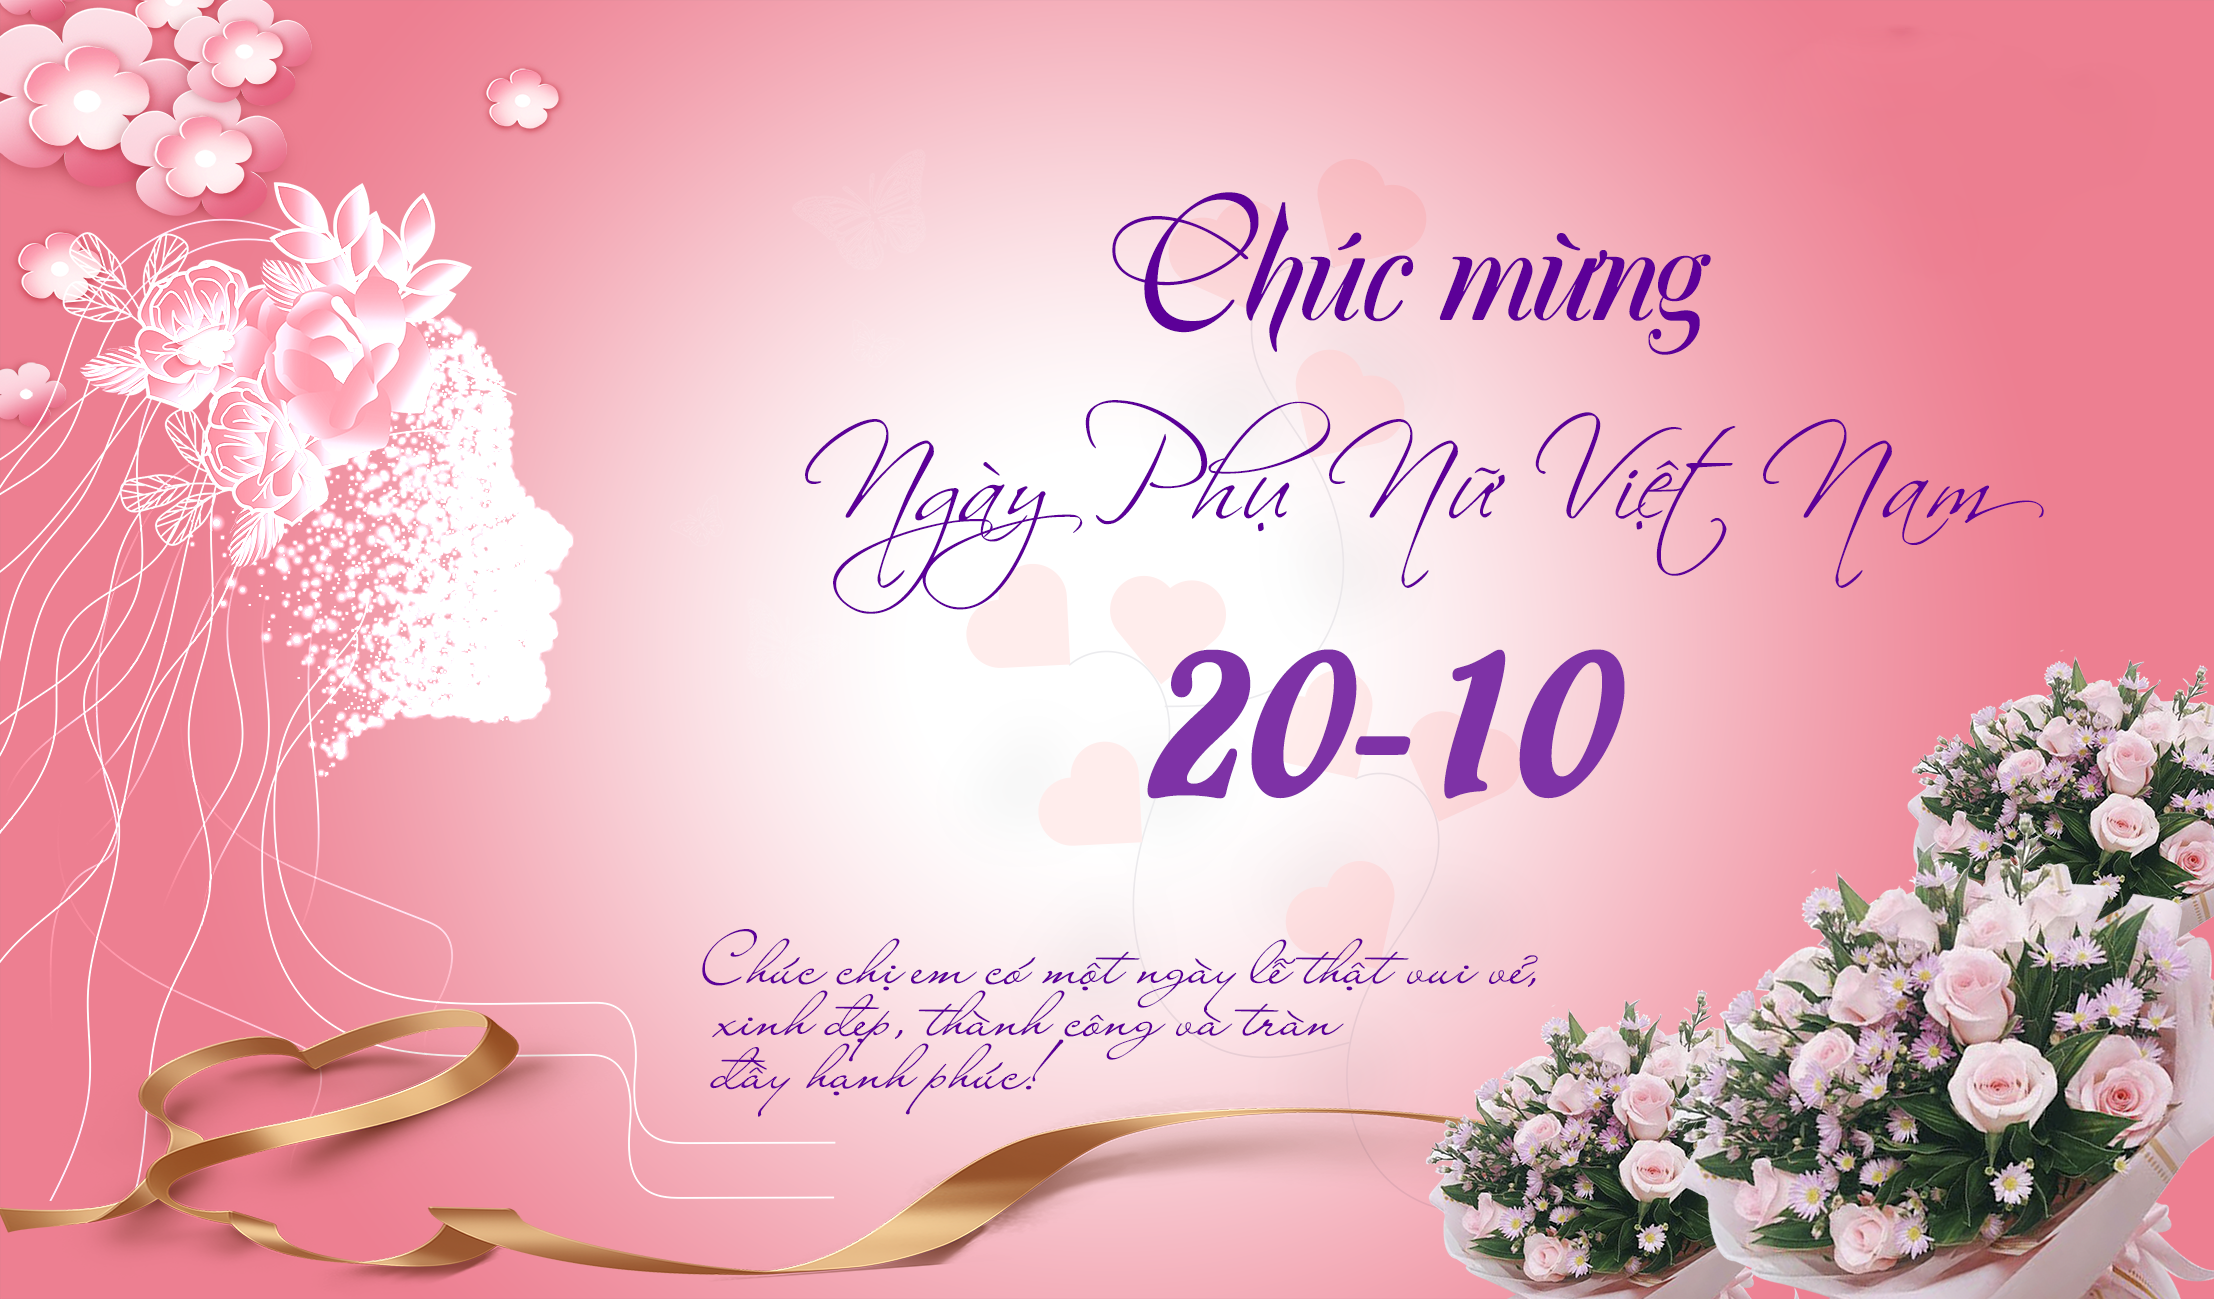 Chúc mừng
Ngày Phụ Nữ Việt Nam
20-10
Chúc chị em có một ngày lễ thật vui vẻ,
xinh đẹp, thành công và tràn
đầy hạnh phúc!